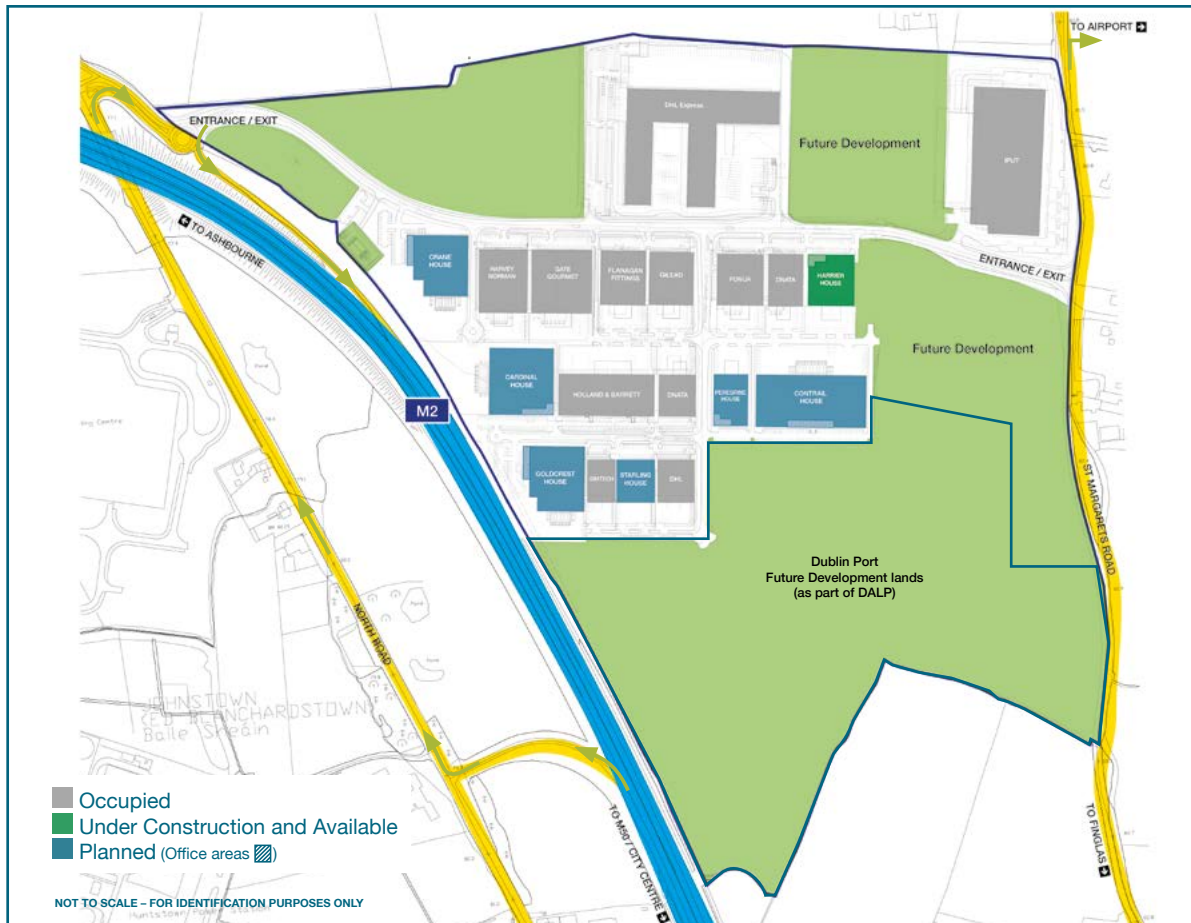 TO AIRPORT
ENTRANCE / EXIT
DHL Express
Future Development
IPUT
TO ASHBOURNE
CRANE
HOUSE
HARVEY
NORMAN
GATE
GOURMET
FLANAGAN
FITTINGS
GILEAD
DNATA
HARRIER
HOUSE
ENTRANCE / EXIT
Future Development
CARDINAL
HOUSE
HOLLAND & BARRETT
DNATA
PEREGRINE
HOUSE
CONTRAIL
HOUSE
M2
GOLDCREST
HOUSE
STARLING
HOUSE
DHL
ST MARGARETS ROAD
Dublin Port
Future Development lands
(as part of DALP)
NORTH ROAD
JOHNSTOWN
Pond
TO FINGLAS
TO M50 / CITY CENTRE
Occupied
Under Construction and Available
Planned (Office areas)
NOT TO SCALE – FOR IDENTIFICATION PURPOSES ONLY